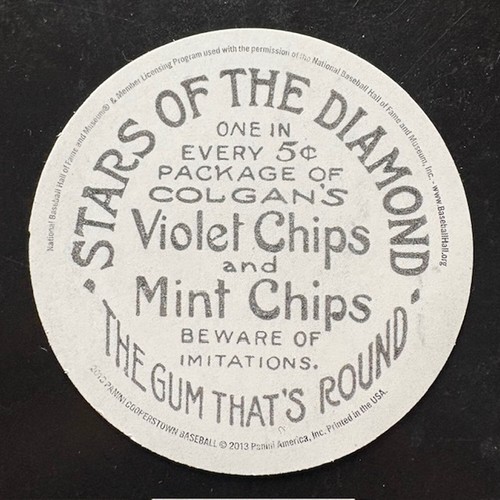 National Baseball Hall of Fame and Museum® & Member Licensing Program used with the permission of the National Baseball Hall of Fame and Museum, Inc. - www.BaseballHall.org
• STARS OF THE DIAMOND •
ONE IN
EVERY 5¢
PACKAGE OF
COLGAN'S
Violet Chips
and
Mint Chips
BEWARE OF
IMITATIONS.
THE GUM THAT'S ROUND
2013 PANINI COOPERSTOWN BASEBALL © 2013 Panini America, Inc. Printed in the USA.